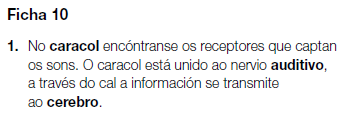 Ficha 10
1. No caracol encóntranse os receptores que captan
os sons. O caracol está unido ao nervio auditivo,
a través do cal a información se transmite
ao cerebro.